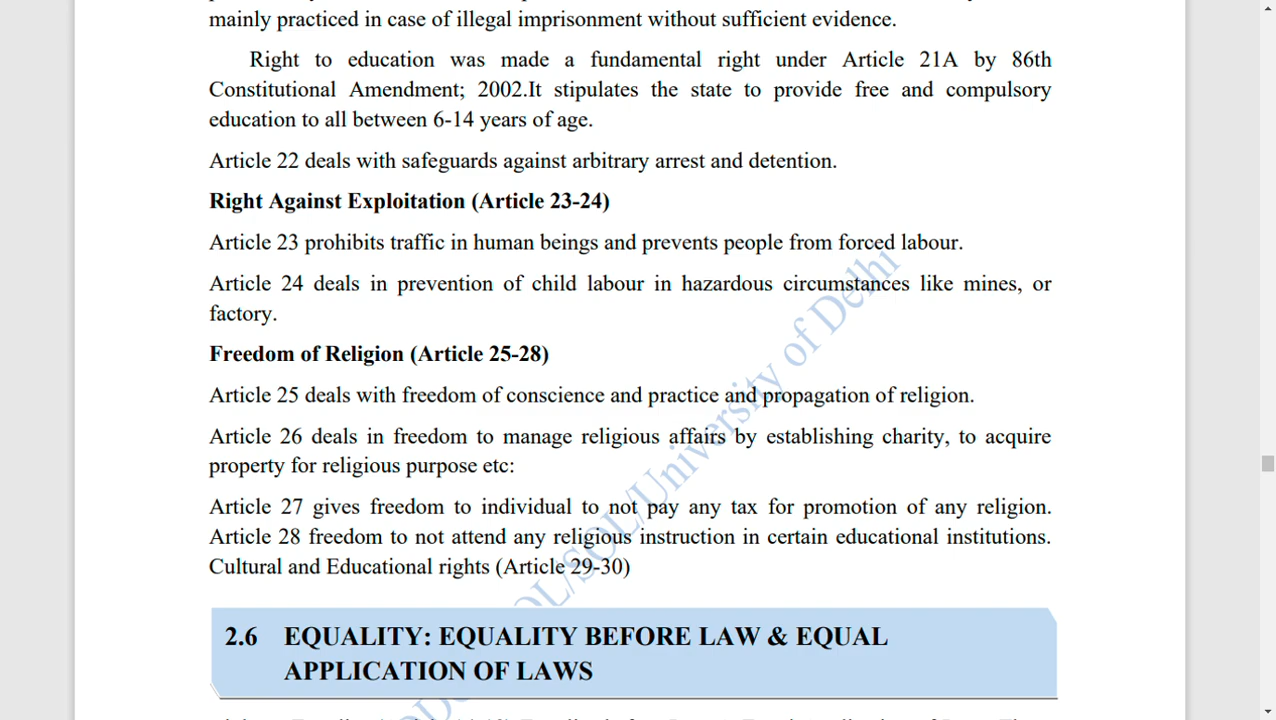 mainly practiced in case of illegal imprisonment without sufficient evidence.
Right to education was made a fundamental right under Article 21A by 86th
Constitutional Amendment; 2002.It stipulates the state to provide free and compulsory
education to all between 6-14 years of age.
Article 22 deals with safeguards against arbitrary arrest and detention.
Right Against Exploitation (Article 23-24)
Article 23 prohibits traffic in human beings and prevents people from forced labour.
Article 24 deals in prevention of child labour in hazardous circumstances like mines, or
factory.
Freedom of Religion (Article 25-28)
Article 25 deals with freedom of conscience and practice and propagation of religion.
Article 26 deals in freedom to manage religious affairs by establishing charity, to acquire
property for religious purpose etc:
Article 27 gives freedom to individual to not pay any tax for promotion of any religion.
Article 28 freedom to not attend any religious instruction in certain educational institutions.
Cultural and Educational rights (Article 29-30)
2.6 EQUALITY: EQUALITY BEFORE LAW & EQUAL
APPLICATION OF LAWS
/SOL/University of Delhi